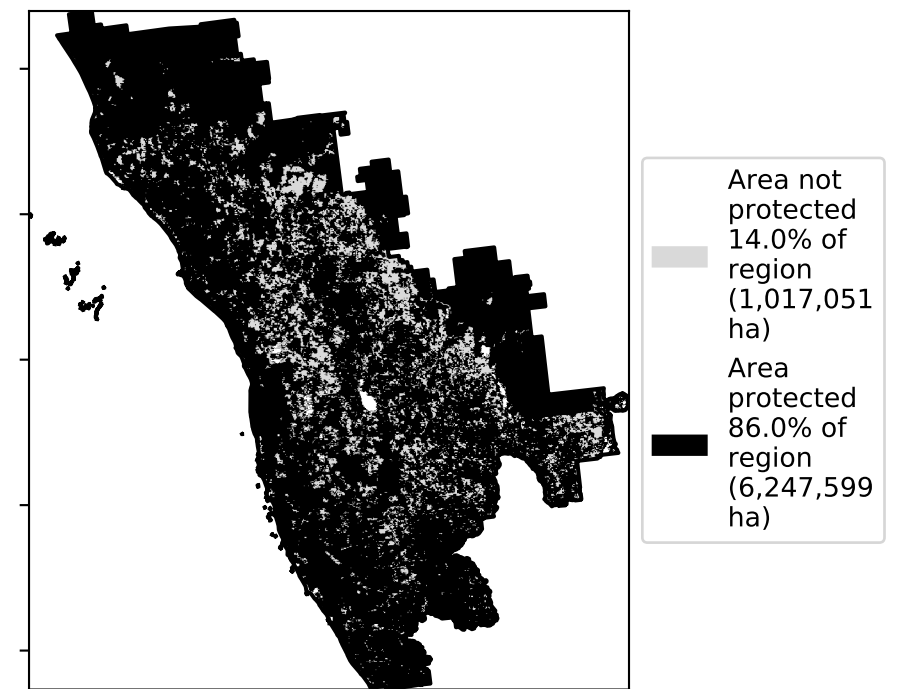 Area not
protected
14.0% of
region
(1,017,051
ha)
Area
protected
86.0% of
region
(6,247,599
ha)